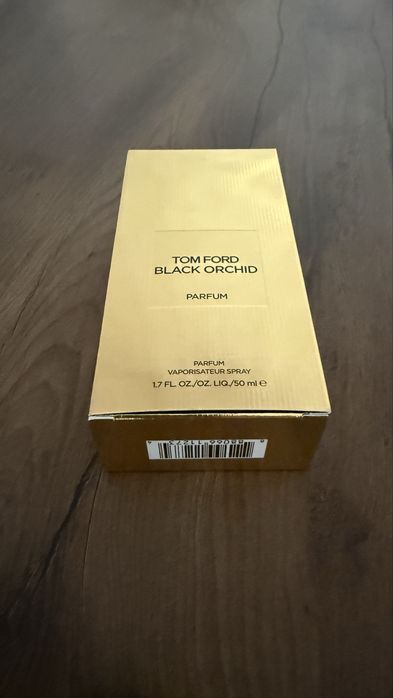 TOM FORD
BLACK ORCHID
PARFUM
PARFUM
VAPORISATEUR SPRAY
1.7 FL. OZ./OZ. LIQ./50 ml ℮